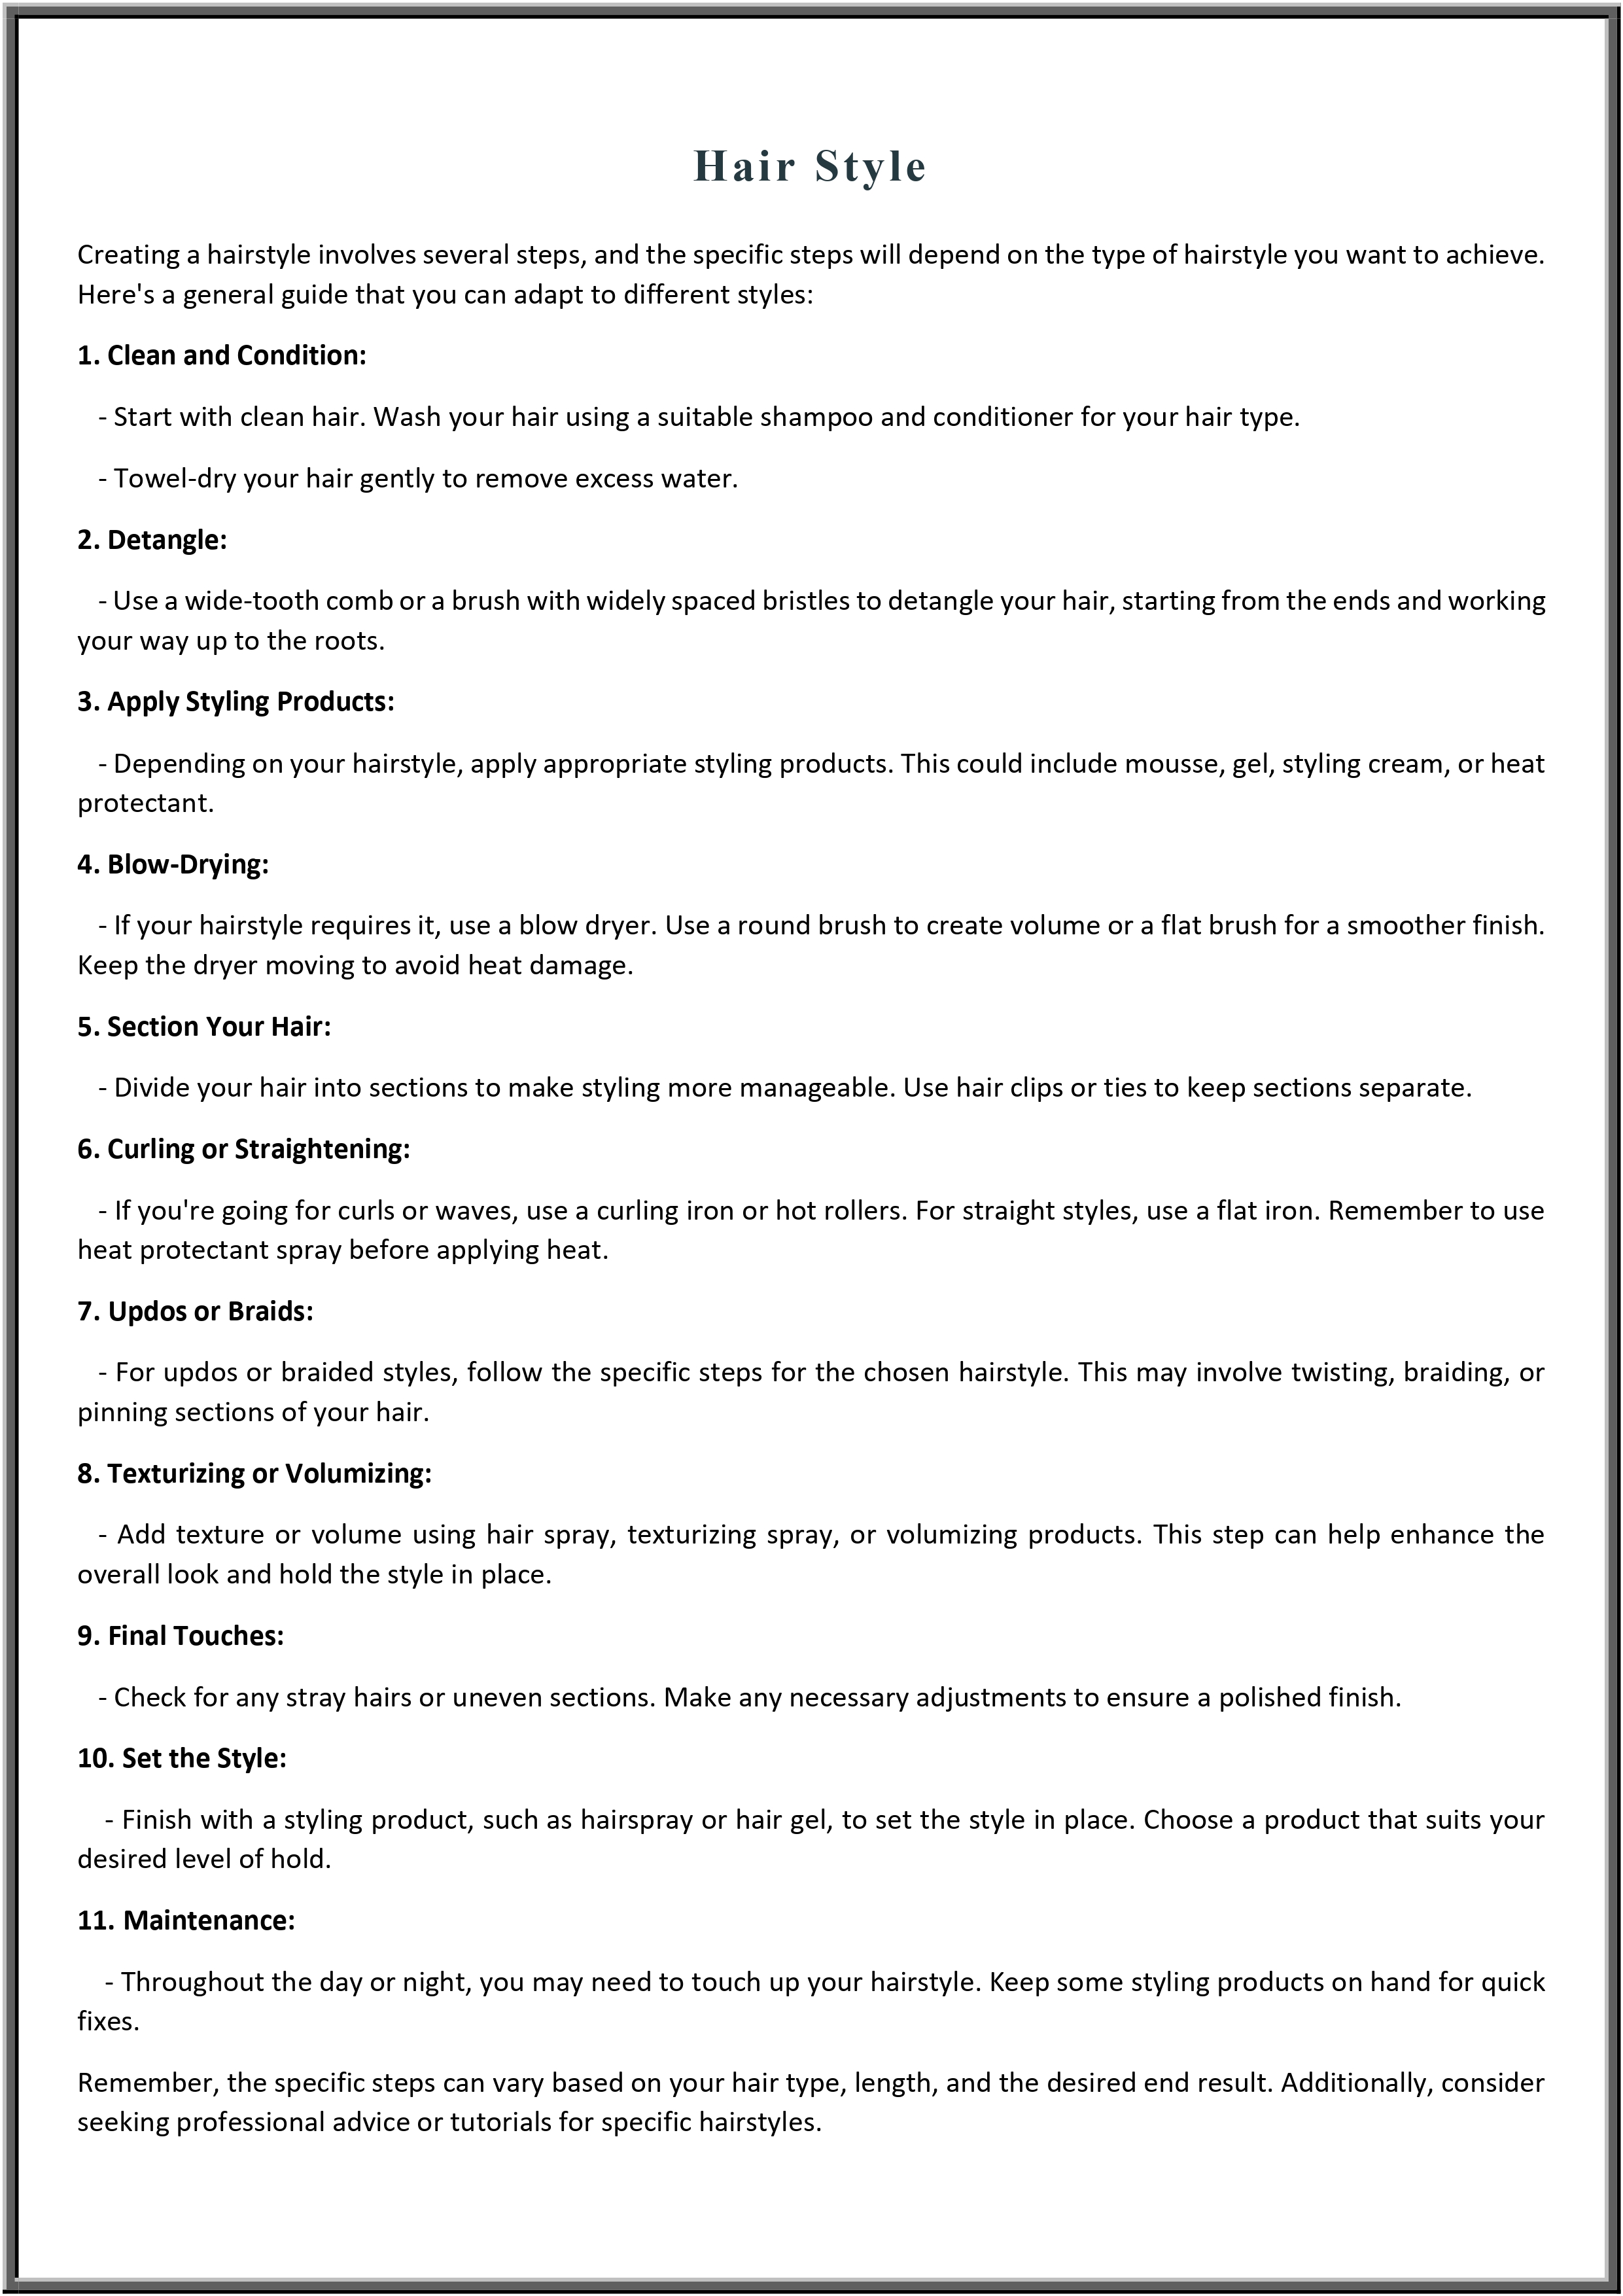 Hair Style
Creating a hairstyle involves several steps, and the specific steps will depend on the type of hairstyle you want to achieve.
Here's a general guide that you can adapt to different styles:
1. Clean and Condition:
- Start with clean hair. Wash your hair using a suitable shampoo and conditioner for your hair type.
- Towel-dry your hair gently to remove excess water.
2. Detangle:
- Use a wide-tooth comb or a brush with widely spaced bristles to detangle your hair, starting from the ends and working
your way up to the roots.
3. Apply Styling Products:
- Depending on your hairstyle, apply appropriate styling products. This could include mousse, gel, styling cream, or heat
protectant.
4. Blow-Drying:
- If your hairstyle requires it, use a blow dryer. Use a round brush to create volume or a flat brush for a smoother finish.
Keep the dryer moving to avoid heat damage.
5. Section Your Hair:
- Divide your hair into sections to make styling more manageable. Use hair clips or ties to keep sections separate.
6. Curling or Straightening:
- If you're going for curls or waves, use a curling iron or hot rollers. For straight styles, use a flat iron. Remember to use
heat protectant spray before applying heat.
7. Updos or Braids:
- For updos or braided styles, follow the specific steps for the chosen hairstyle. This may involve twisting, braiding, or
pinning sections of your hair.
8. Texturizing or Volumizing:
- Add texture or volume using hair spray, texturizing spray, or volumizing products. This step can help enhance the
overall look and hold the style in place.
9. Final Touches:
- Check for any stray hairs or uneven sections. Make any necessary adjustments to ensure a polished finish.
10. Set the Style:
- Finish with a styling product, such as hairspray or hair gel, to set the style in place. Choose a product that suits your
desired level of hold.
11. Maintenance:
- Throughout the day or night, you may need to touch up your hairstyle. Keep some styling products on hand for quick
fixes.
Remember, the specific steps can vary based on your hair type, length, and the desired end result. Additionally, consider
seeking professional advice or tutorials for specific hairstyles.